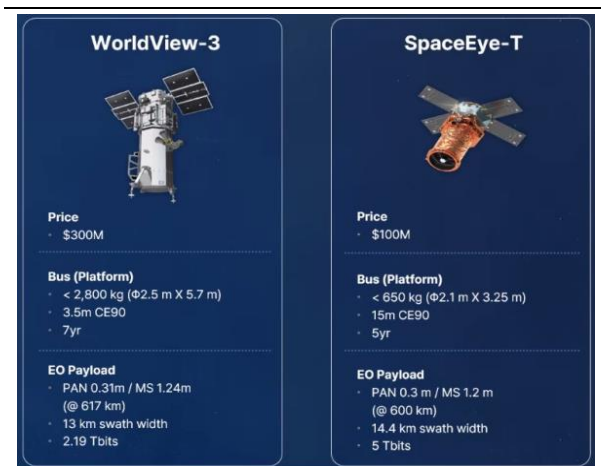 WorldView-3
Price
· $300M
Bus (Platform)
· < 2,800 kg (Φ2.5 m X 5.7 m)
· 3.5m CE90
· 7yr
EO Payload
· PAN 0.31m / MS 1.24m
(@ 617 km)
· 13 km swath width
· 2.19 Tbits
SpaceEye-T
Price
· $100M
Bus (Platform)
· < 650 kg (Φ2.1 m X 3.25 m)
· 15m CE90
· 5yr
EO Payload
· PAN 0.3 m / MS 1.2 m
(@ 600 km)
· 14.4 km swath width
· 5 Tbits